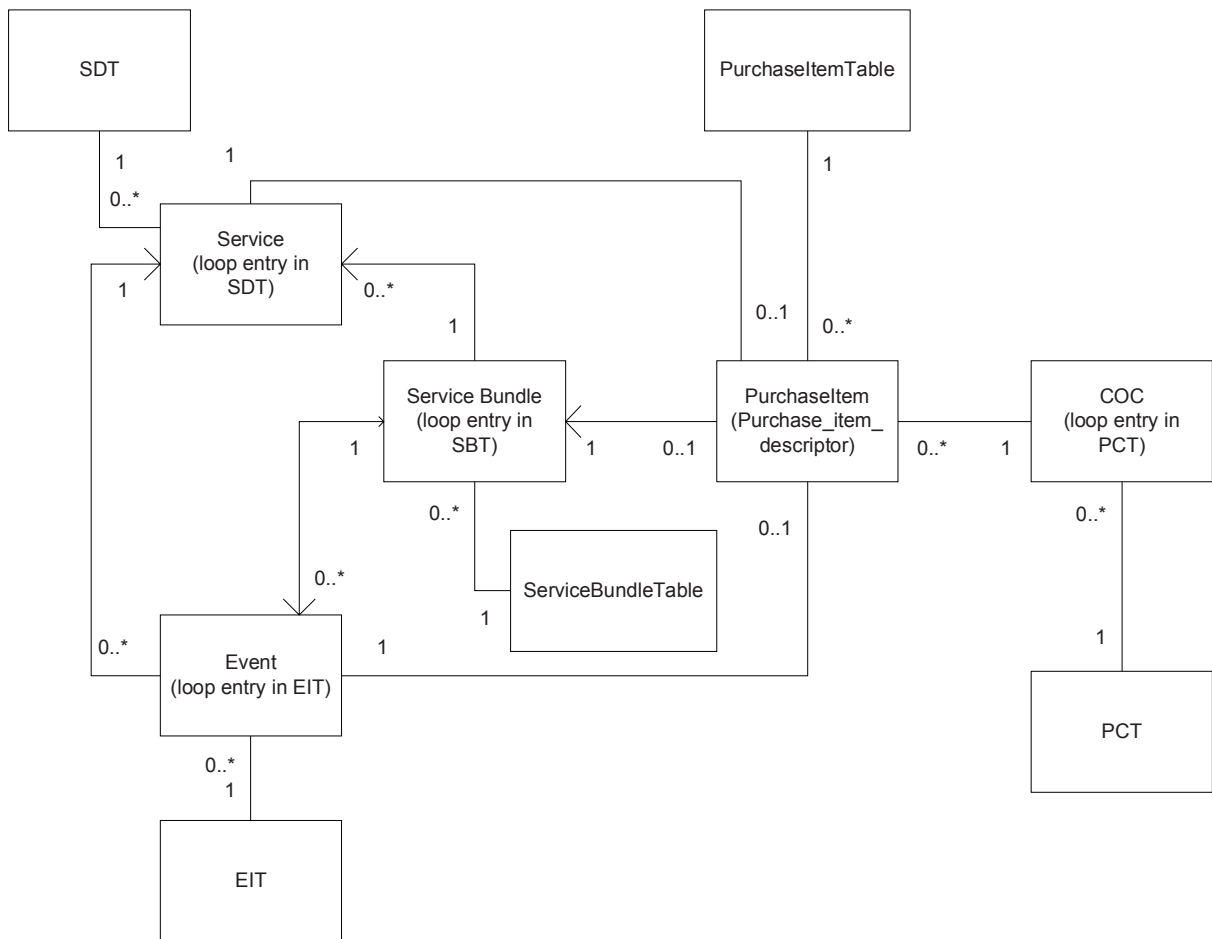 SDT
PurchaseItemTable
1
1
1
0..*
Service
(loop entry in
SDT)
1
0..*
1
0..1
0..*
Service Bundle
(loop entry in
SBT)
PurchaseItem
(Purchase_item_
descriptor)
COC
(loop entry in
PCT)
1
1
0..1
0..*
1
0..*
0..1
0..*
ServiceBundleTable
0..*
1
1
0..*
1
Event
(loop entry in EIT)
PCT
0..*
1
EIT